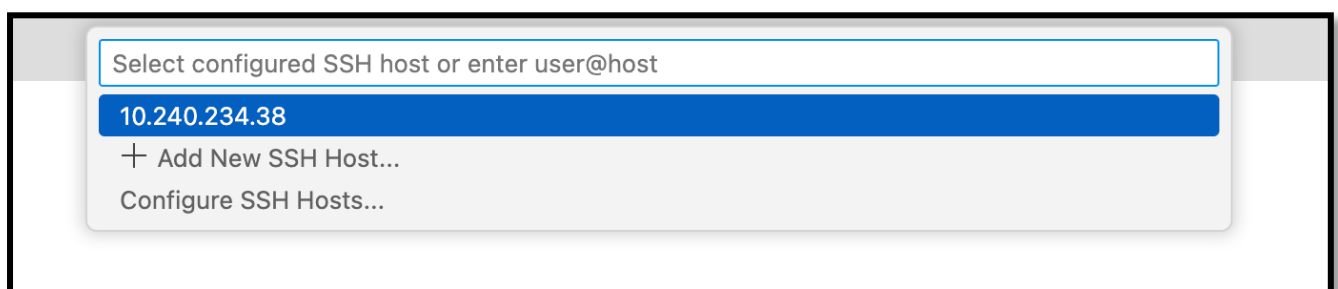 Select configured SSH host or enter user@host
10.240.234.38
+ Add New SSH Host...
Configure SSH Hosts...